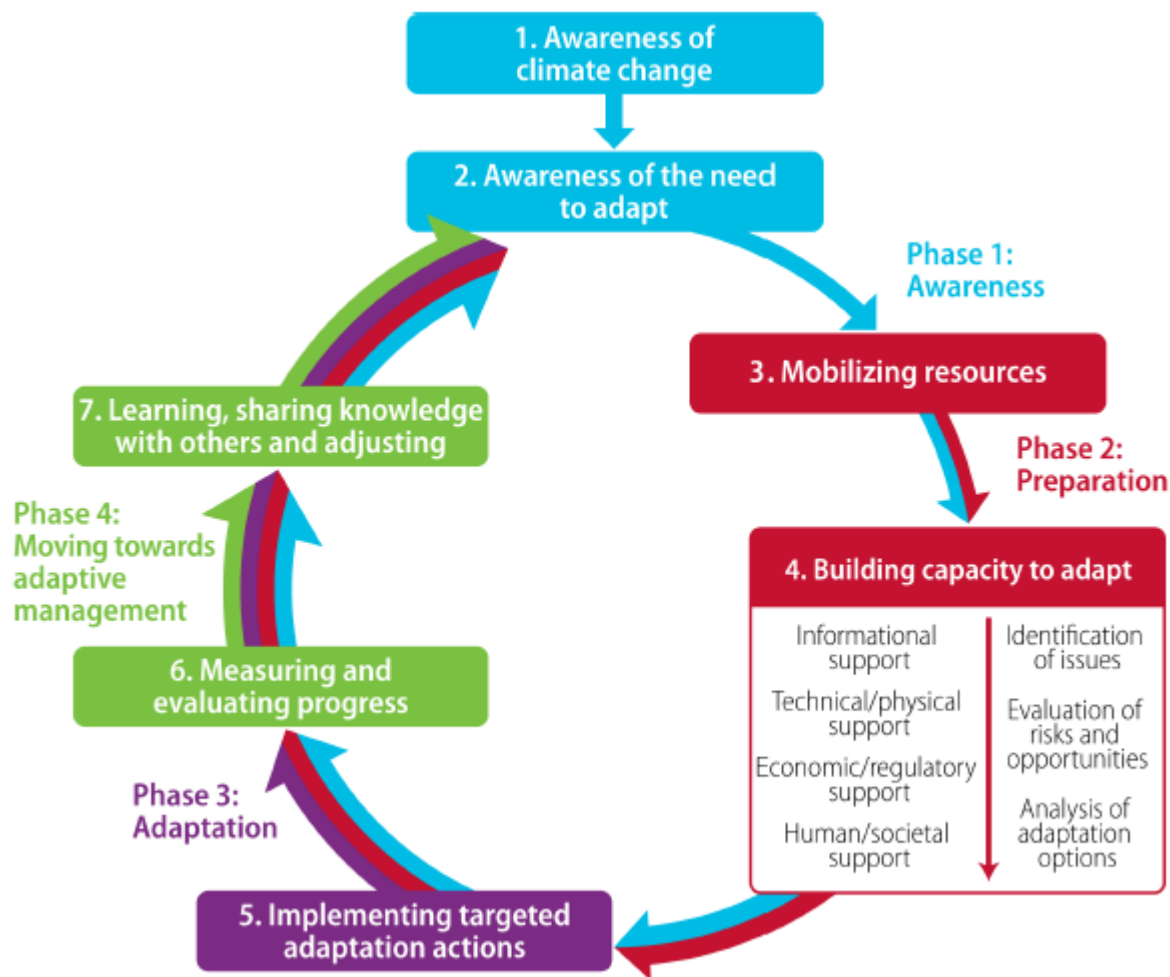 1. Awareness of
climate change
2. Awareness of the need
to adapt
Phase 1:
Awareness
3. Mobilizing resources
Phase 2:
Preparation
4. Building capacity to adapt
Informational
support
Technical/physical
support
Economic/regulatory
support
Human/societal
support
Identification
of issues
Evaluation of
risks and
opportunities
Analysis of
adaptation
options
5. Implementing targeted
adaptation actions
Phase 3:
Adaptation
6. Measuring and
evaluating progress
Phase 4:
Moving towards
adaptive
management
7. Learning, sharing knowledge
with others and adjusting